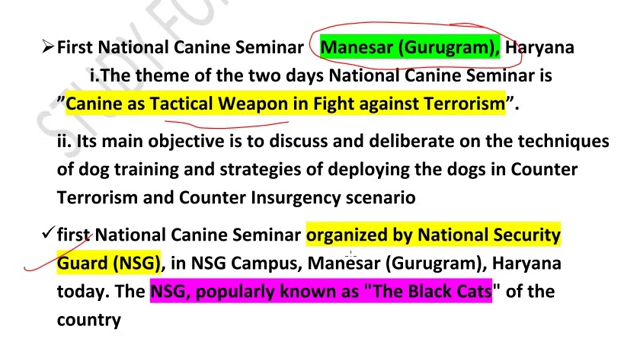 ➢First National Canine Seminar Manesar (Gurugram), Haryana
i.The theme of the two days National Canine Seminar is
”Canine as Tactical Weapon in Fight against Terrorism”.
ii. Its main objective is to discuss and deliberate on the techniques
of dog training and strategies of deploying the dogs in Counter
Terrorism and Counter Insurgency scenario
✓first National Canine Seminar organized by National Security
Guard (NSG), in NSG Campus, Manesar (Gurugram), Haryana
today. The NSG, popularly known as "The Black Cats" of the
country
STUDY FO